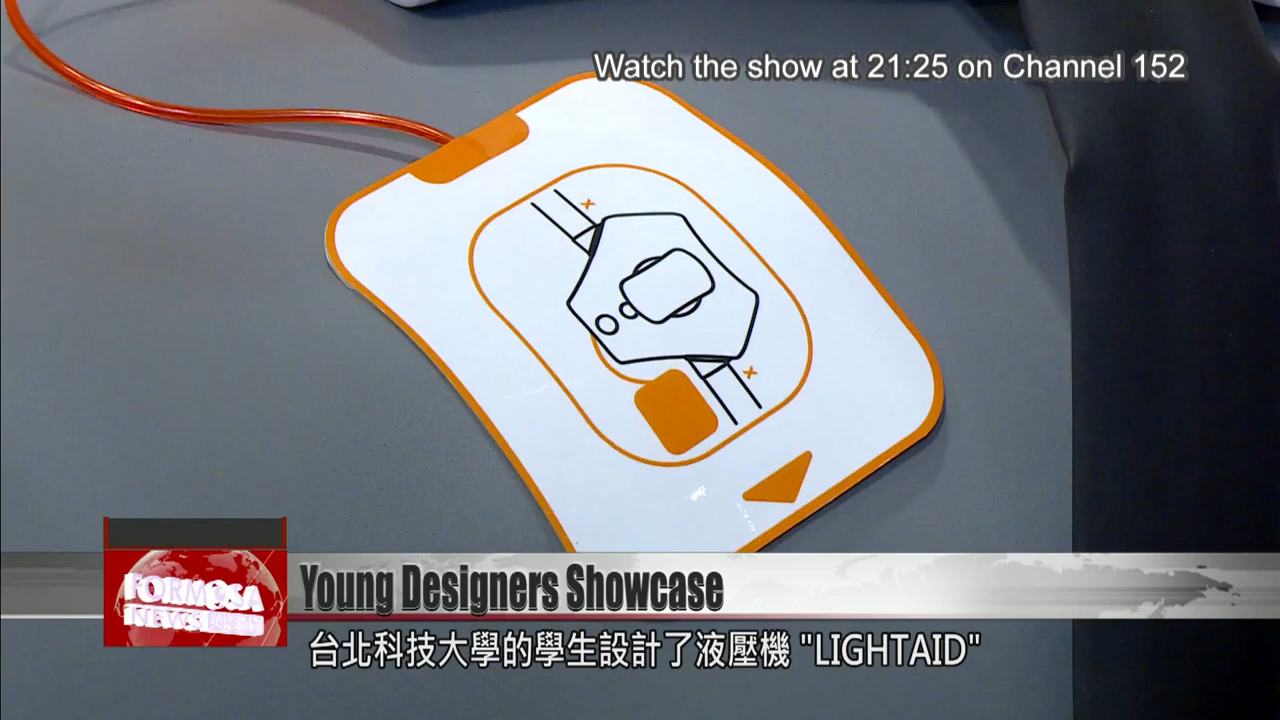 Watch the show at 21:25 on Channel 152
FORMOSA
NEWS ENGLISH
Young Designers Showcase
台北科技大學的學生設計了液壓機 "LIGHTAID"